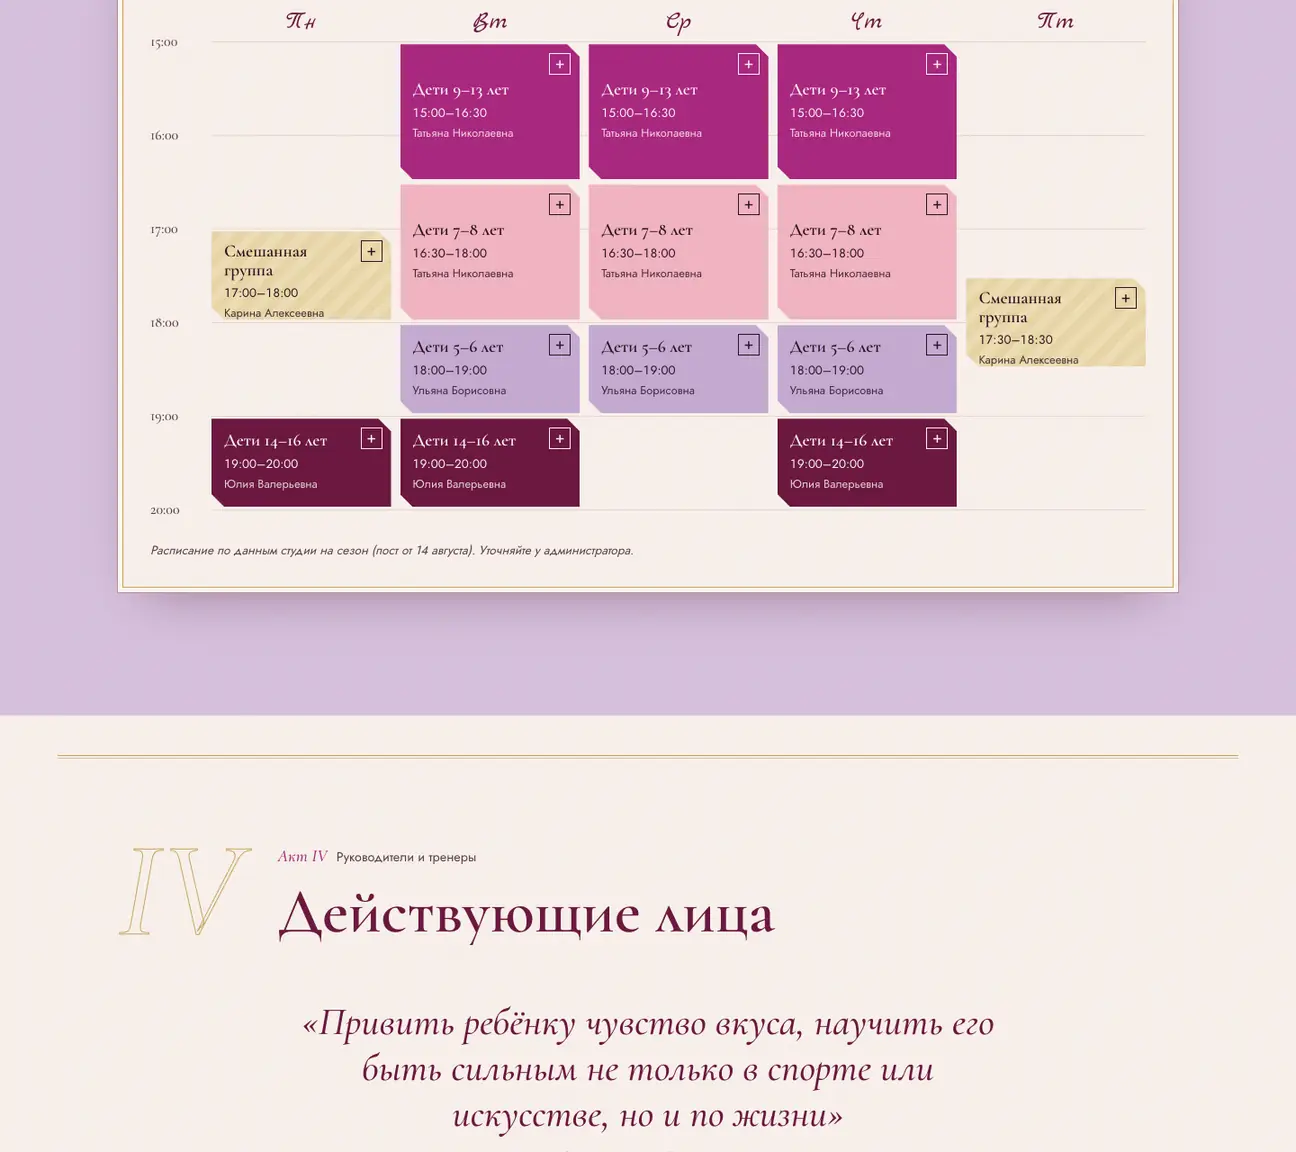 Пн Вт Ср Чт Пт
15:00
Дети 9–13 лет +
15:00–16:30
Татьяна Николаевна
Дети 9–13 лет +
15:00–16:30
Татьяна Николаевна
Дети 9–13 лет +
15:00–16:30
Татьяна Николаевна
16:00
Дети 7–8 лет +
16:30–18:00
Татьяна Николаевна
Дети 7–8 лет +
16:30–18:00
Татьяна Николаевна
Дети 7–8 лет +
16:30–18:00
Татьяна Николаевна
17:00
Смешанная +
группа
17:00–18:00
Карина Алексеевна
Смешанная +
группа
17:30–18:30
Карина Алексеевна
18:00
Дети 5–6 лет +
18:00–19:00
Ульяна Борисовна
Дети 5–6 лет +
18:00–19:00
Ульяна Борисовна
Дети 5–6 лет +
18:00–19:00
Ульяна Борисовна
19:00
Дети 14–16 лет +
19:00–20:00
Юлия Валерьевна
Дети 14–16 лет +
19:00–20:00
Юлия Валерьевна
Дети 14–16 лет +
19:00–20:00
Юлия Валерьевна
20:00
Расписание по данным студии на сезон (пост от 14 августа). Уточняйте у администратора.
IV
Акт IV Руководители и тренеры
Действующие лица
«Привить ребёнку чувство вкуса, научить его
быть сильным не только в спорте или
искусстве, но и по жизни»